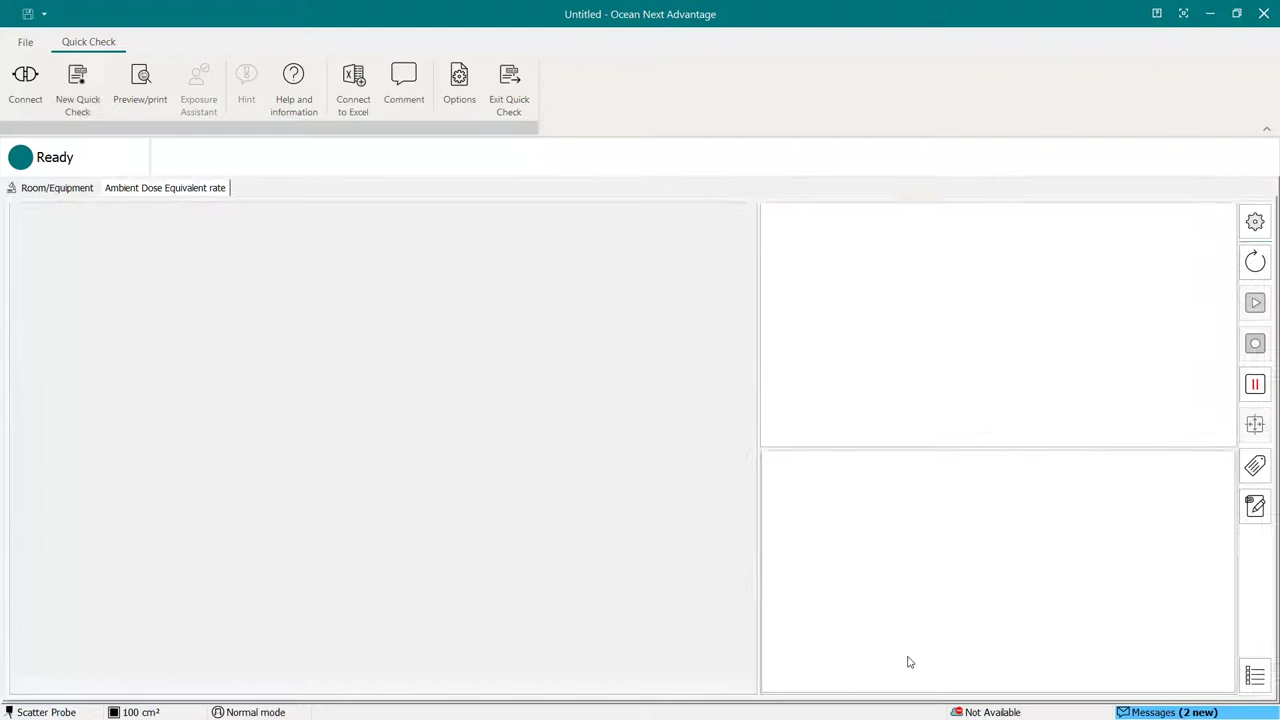 Untitled - Ocean Next Advantage
File
Quick Check
Connect
New Quick
Check
Preview/print
Exposure
Assistant
Hint
Help and
information
Connect
to Excel
Comment
Options
Exit Quick
Check
Ready
Room/Equipment
Ambient Dose Equivalent rate
Scatter Probe
100 cm²
Normal mode
Not Available
Messages (2 new)